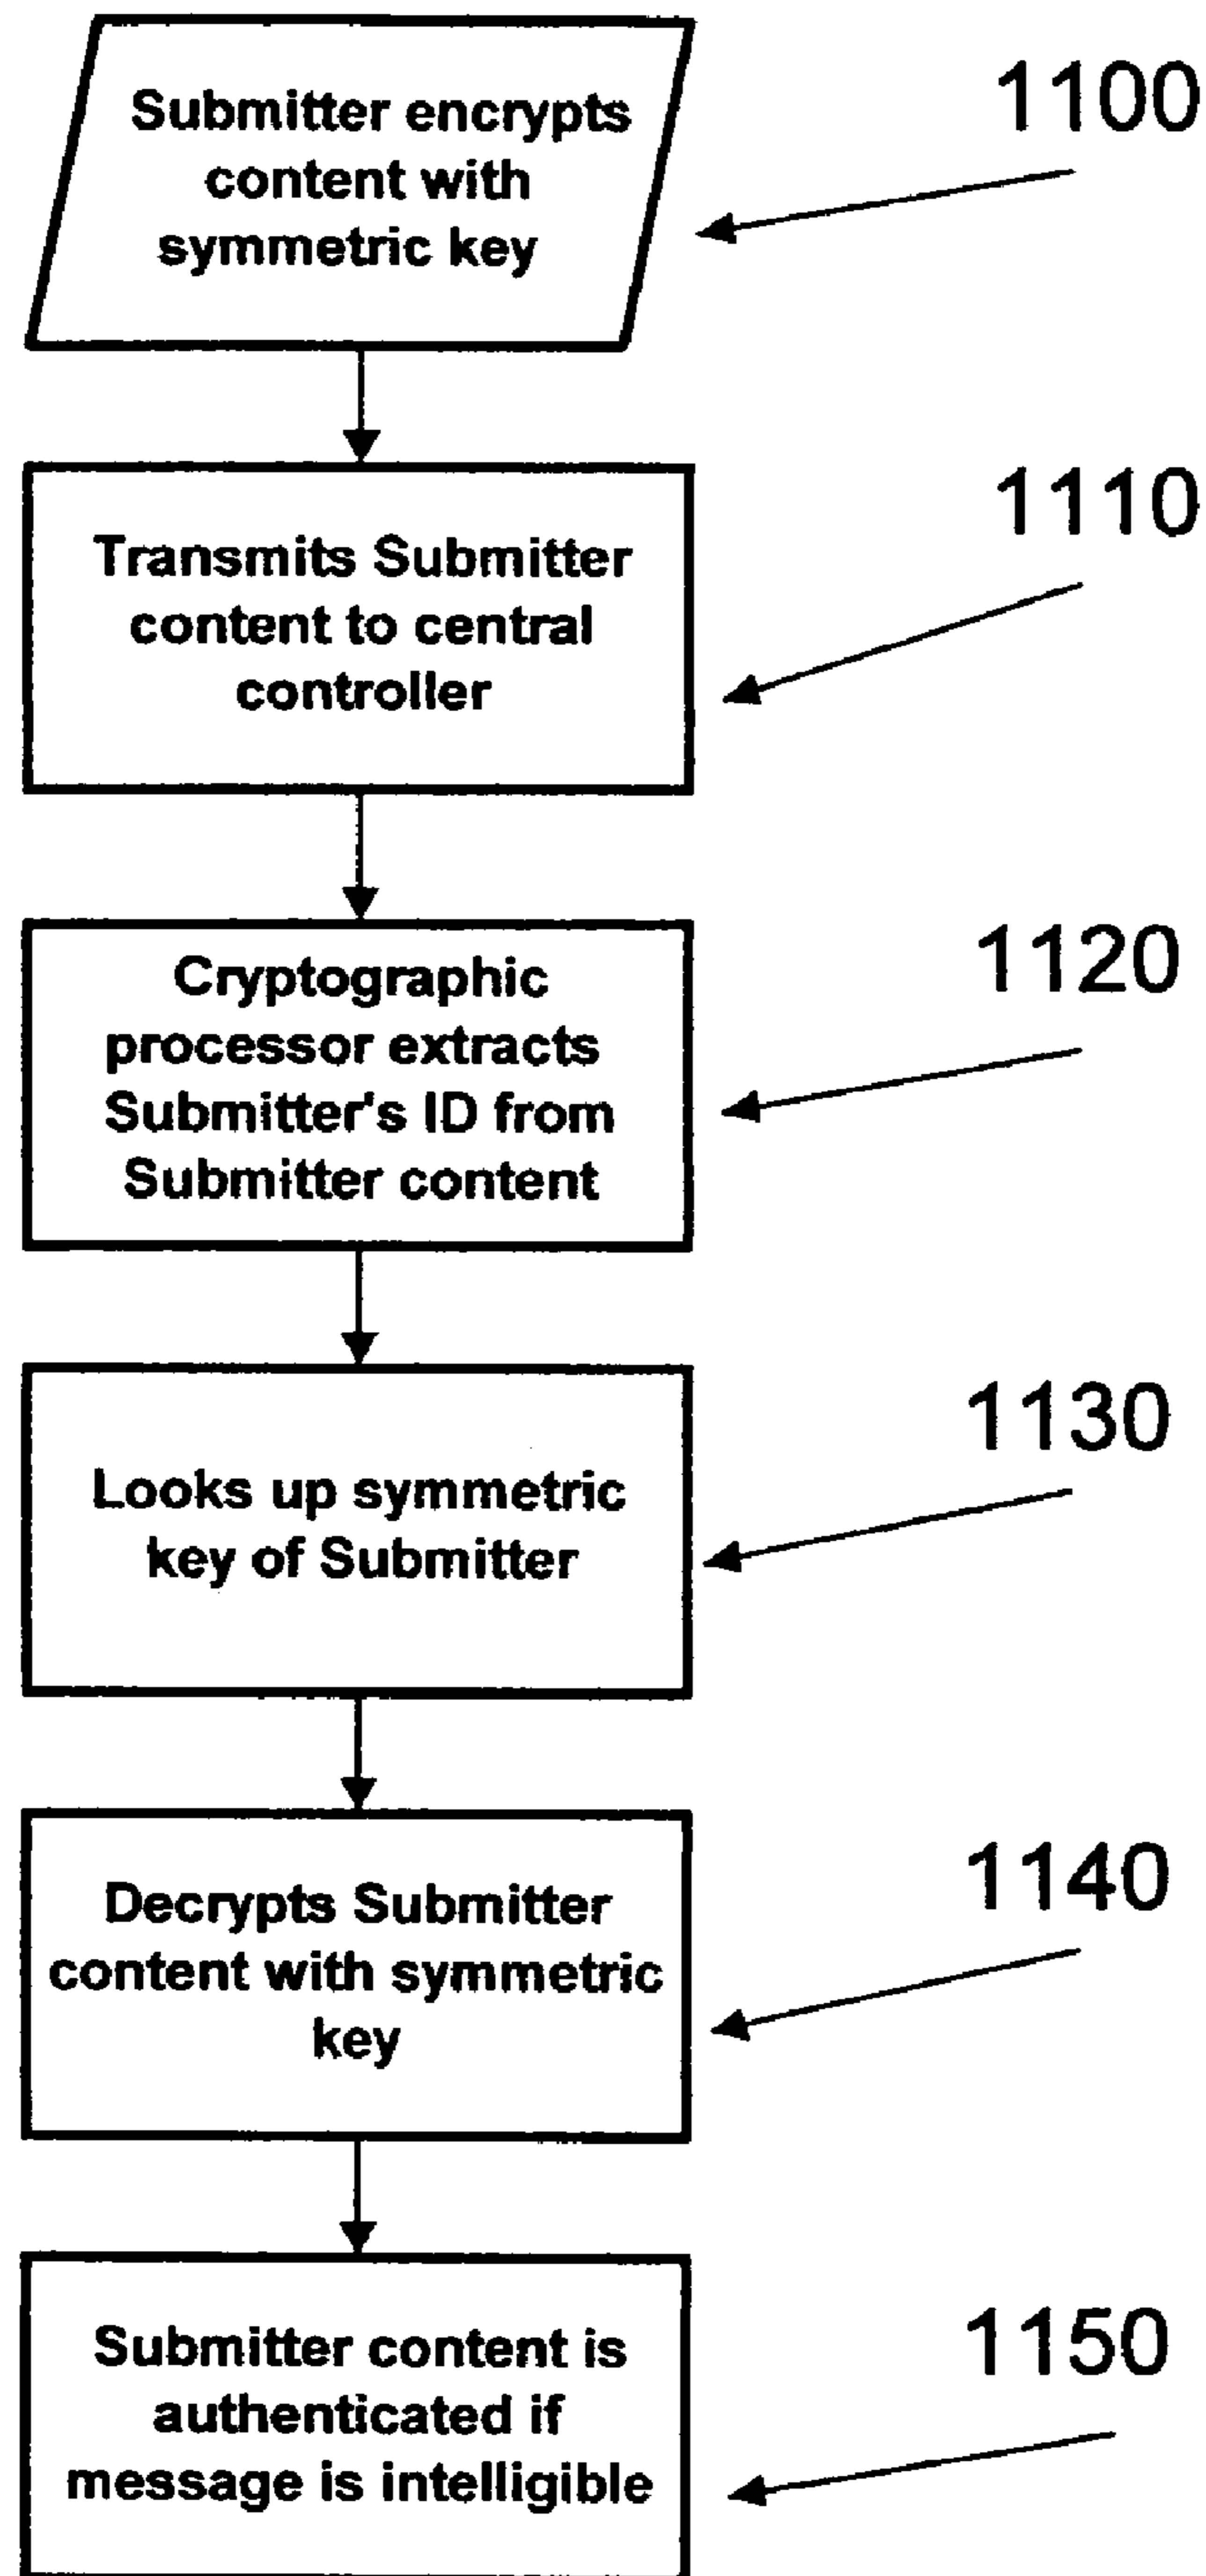 Submitter encrypts
content with
symmetric key
1100
Transmits Submitter
content to central
controller
1110
Cryptographic
processor extracts
Submitter's ID from
Submitter content
1120
Looks up symmetric
key of Submitter
1130
Decrypts Submitter
content with symmetric
key
1140
Submitter content is
authenticated if
message is intelligible
1150